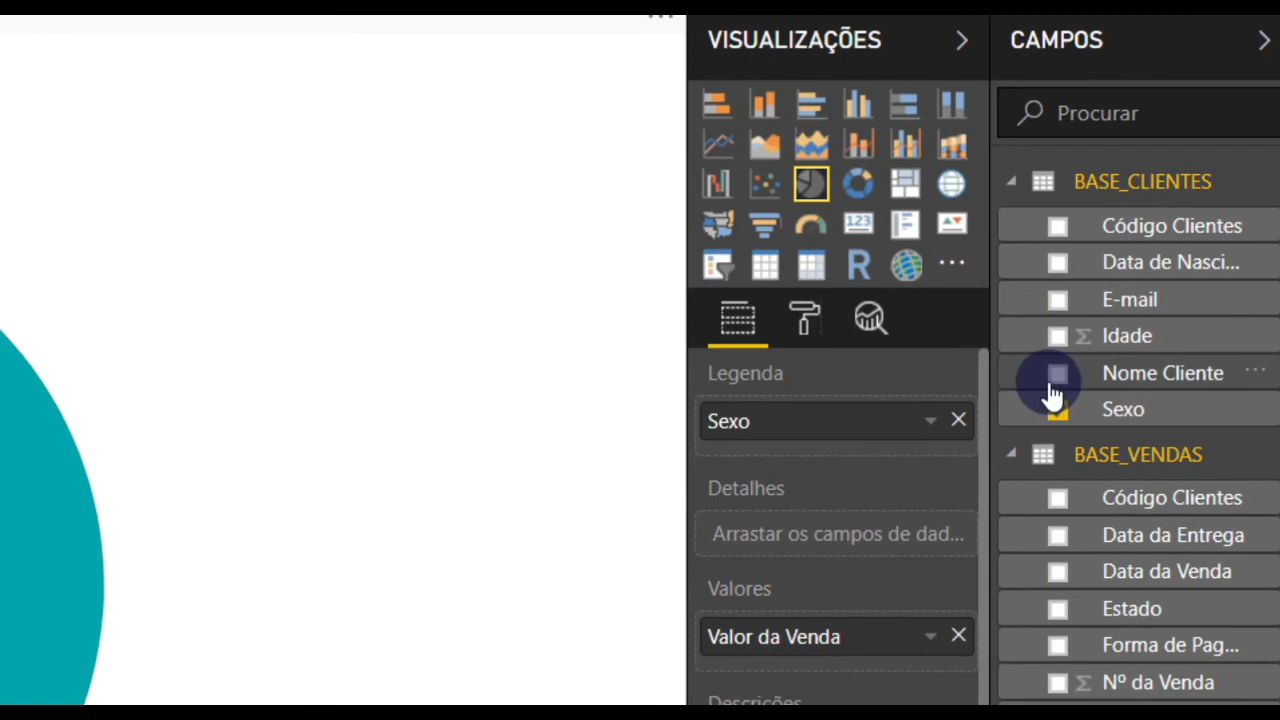 VISUALIZAÇÕES
123
R
Legenda
Sexo
Detalhes
Arrastar os campos de dad...
Valores
Valor da Venda
Descrições
CAMPOS
Procurar
BASE_CLIENTES
Código Clientes
Data de Nasci...
E-mail
Σ Idade
Nome Cliente
Sexo
BASE_VENDAS
Código Clientes
Data da Entrega
Data da Venda
Estado
Forma de Pag...
Σ Nº da Venda